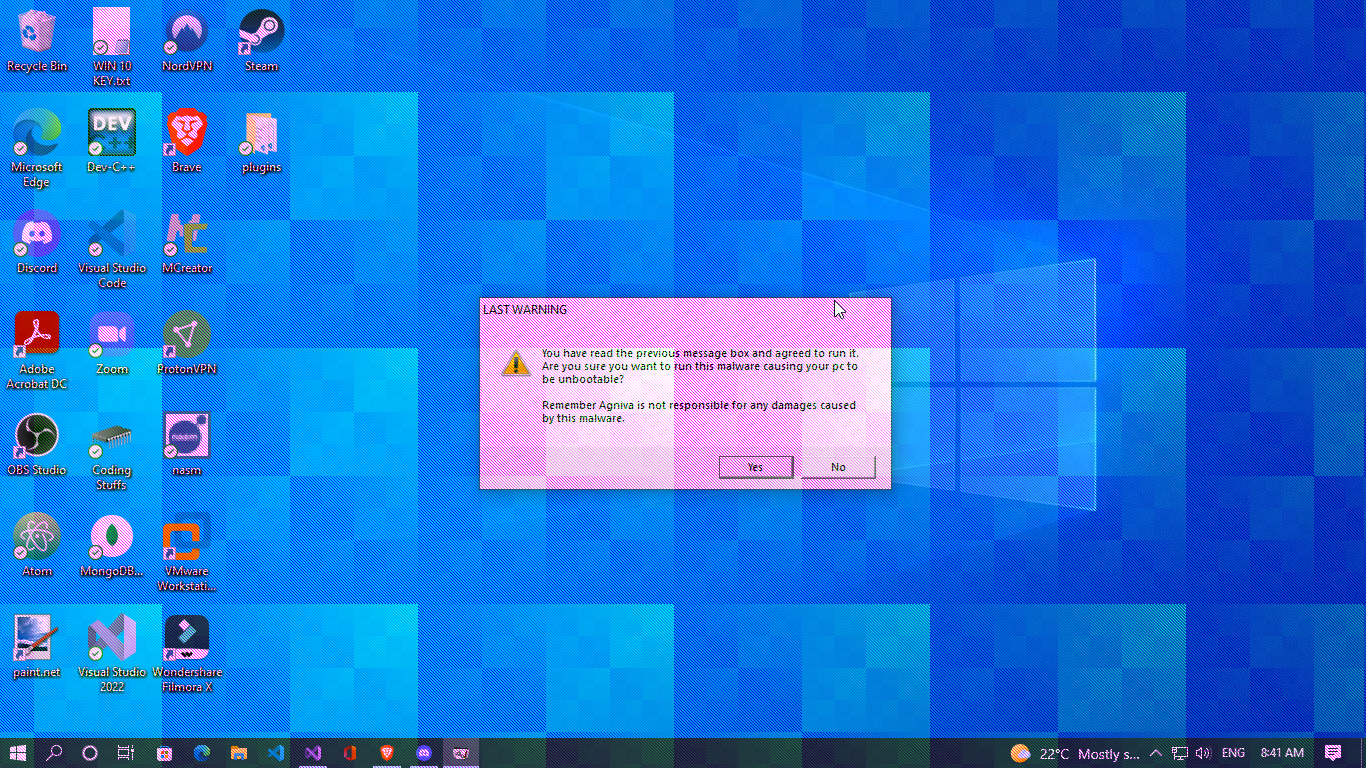 Recycle Bin
WIN 10
KEY.txt
NordVPN
Steam
Microsoft
Edge
DEV
C++
Dev-C++
Brave
plugins
Discord
Visual Studio
Code
MCreator
Adobe
Acrobat DC
Zoom
ProtonVPN
OBS Studio
Coding
Stuffs
nasm
Atom
MongoDB...
VMware
Workstati...
paint.net
Visual Studio
2022
Wondershare
Filmora X
LAST WARNING
You have read the previous message box and agreed to run it.
Are you sure you want to run this malware causing your pc to
be unbootable?
Remember Agniva is not responsible for any damages caused
by this malware.
Yes
No
22°C Mostly s...
ENG
8:41 AM